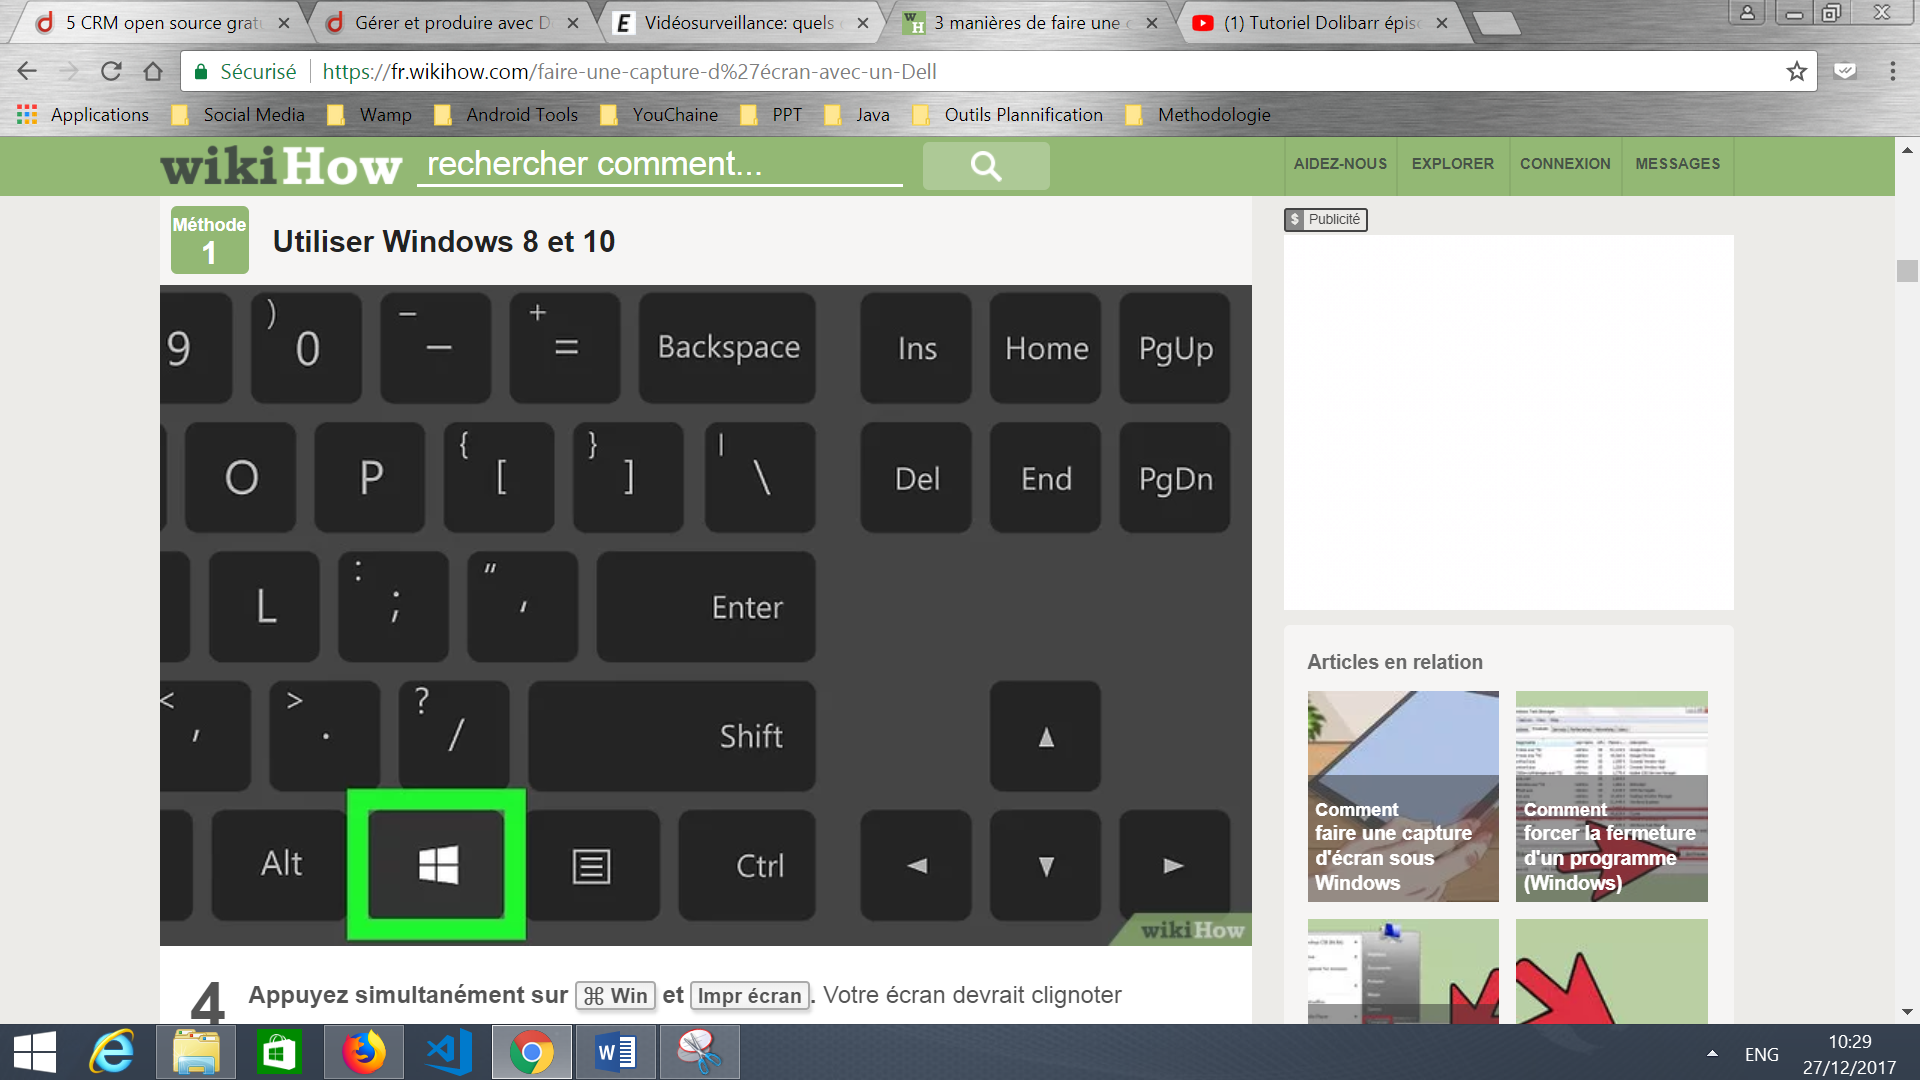 5 CRM open source gratu
Gérer et produire avec D
Vidéosurveillance: quels
3 manières de faire une
(1) Tutoriel Dolibarr épis
Sécurisé
https://fr.wikihow.com/faire-une-capture-d%27écran-avec-un-Dell
Applications
Social Media
Wamp
Android Tools
YouChaine
PPT
Java
Outils Plannification
Methodologie
wikiHow
rechercher comment...
AIDEZ-NOUS
EXPLORER
CONNEXION
MESSAGES
Méthode
1
Utiliser Windows 8 et 10
$ Publicité
9
) 0
– –
+ =
Backspace
Ins
Home
PgUp
O
P
{ [
} ]
| \
Del
End
PgDn
L
: ;
" '
Enter
< ,
> .
? /
Shift
Alt
Ctrl
wikiHow
4 Appuyez simultanément sur ⌘ Win et Impr écran. Votre écran devrait clignoter
Articles en relation
Comment
faire une capture
d'écran sous
Windows
Comment
forcer la fermeture
d'un programme
(Windows)
ENG
10:29
27/12/2017